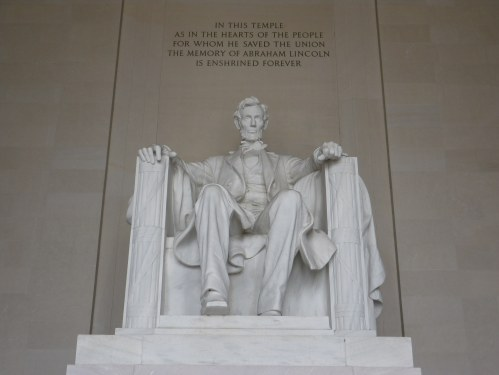 IN THIS TEMPLE
AS IN THE HEARTS OF THE PEOPLE
FOR WHOM HE SAVED THE UNION
THE MEMORY OF ABRAHAM LINCOLN
IS ENSHRINED FOREVER